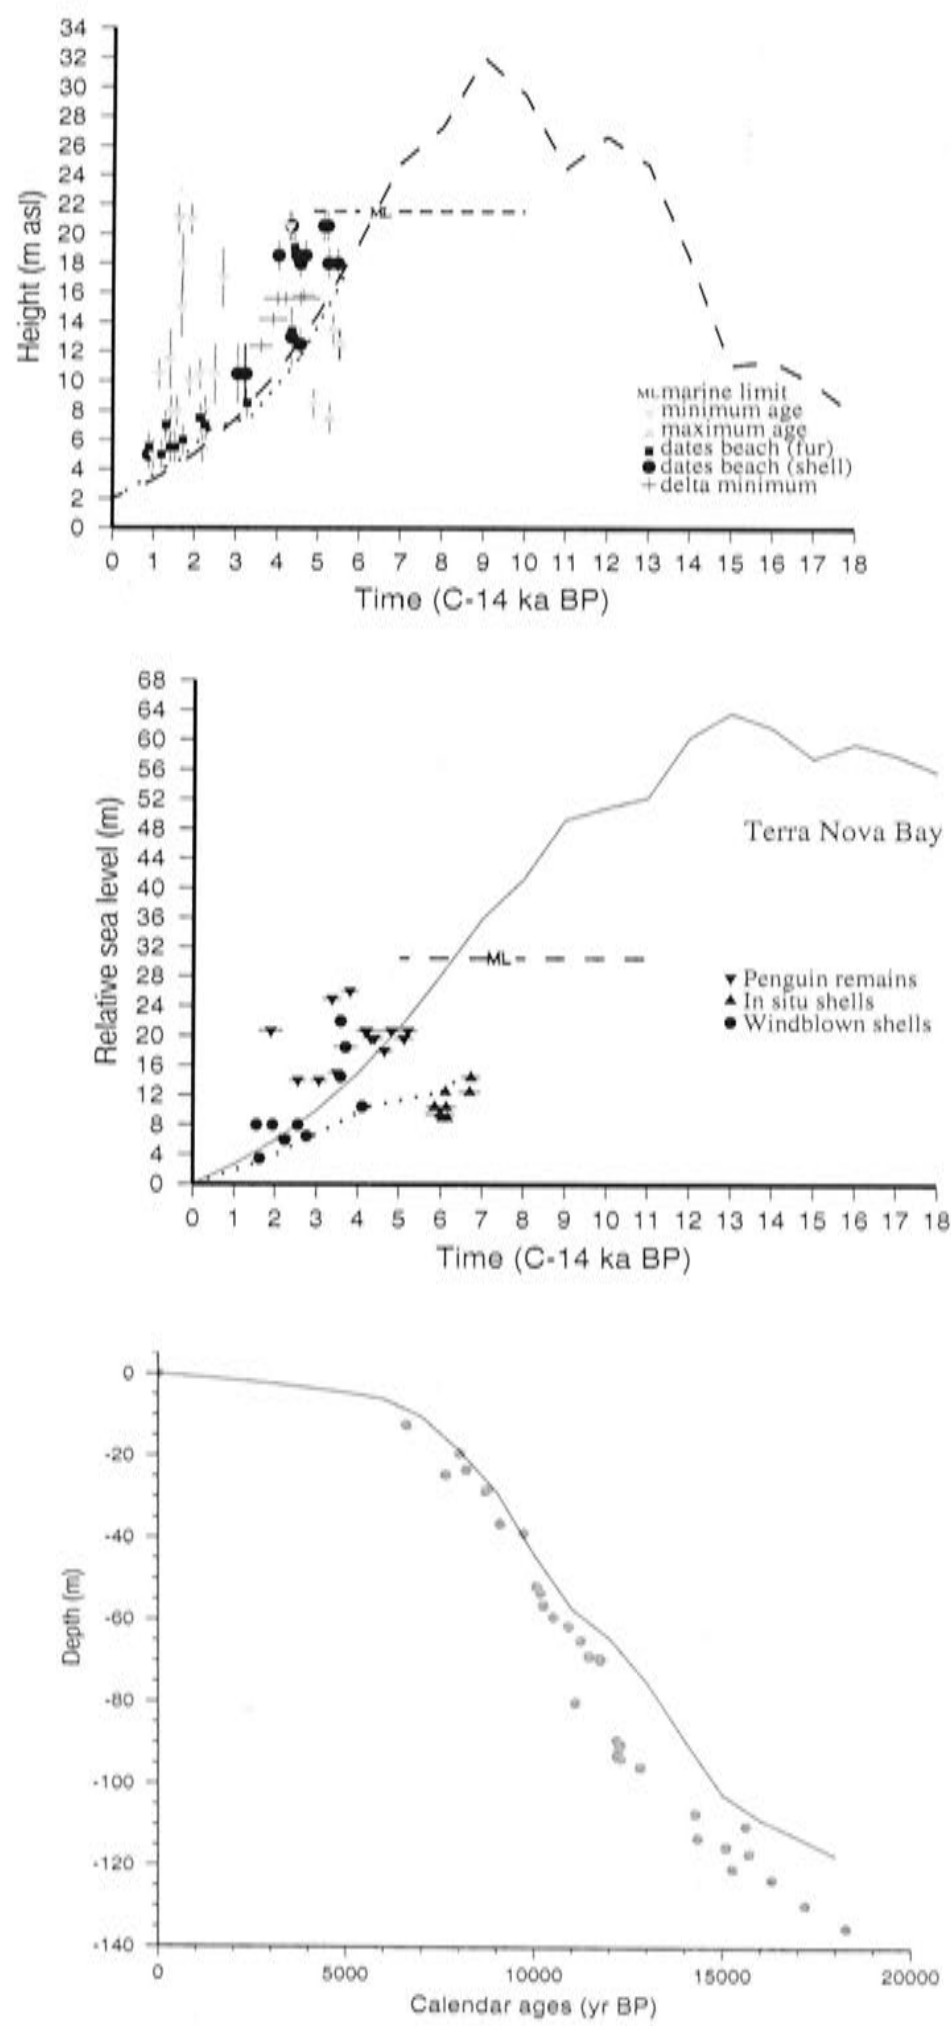 34
32
30
28
26
24
22
20
18
16
14
12
10
8
6
4
2
0
Height (m asl)
ML
ML marine limit
minimum age
maximum age
dates beach (fur)
dates beach (shell)
delta minimum
0 1 2 3 4 5 6 7 8 9 10 11 12 13 14 15 16 17 18
Time (C-14 ka BP)
68
64
60
56
52
48
44
40
36
32
28
24
20
16
12
8
4
0
Relative sea level (m)
Terra Nova Bay
ML
Penguin remains
In situ shells
Windblown shells
0 1 2 3 4 5 6 7 8 9 10 11 12 13 14 15 16 17 18
Time (C-14 ka BP)
0
-20
-40
-60
-80
-100
-120
-140
Depth (m)
0 5000 10000 15000 20000
Calendar ages (yr BP)